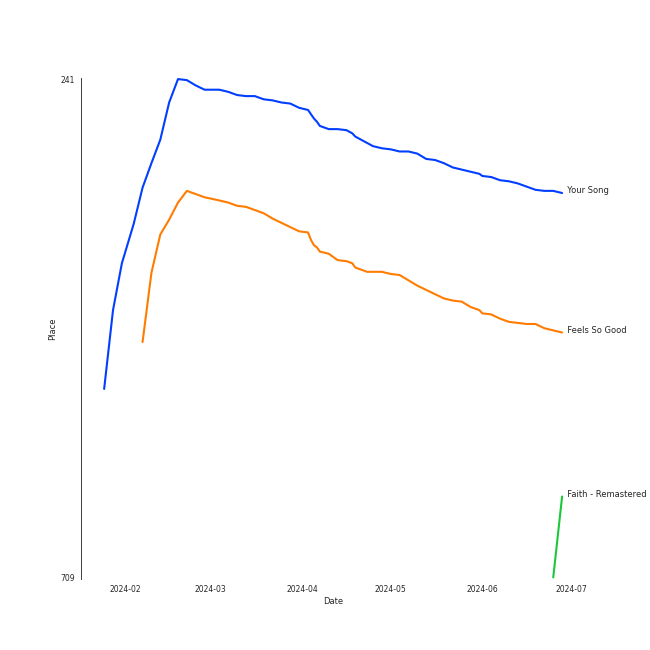 241
Your Song
Place
Feels So Good
Faith - Remastered
709
2024-02 2024-03 2024-04 2024-05 2024-06 2024-07
Date